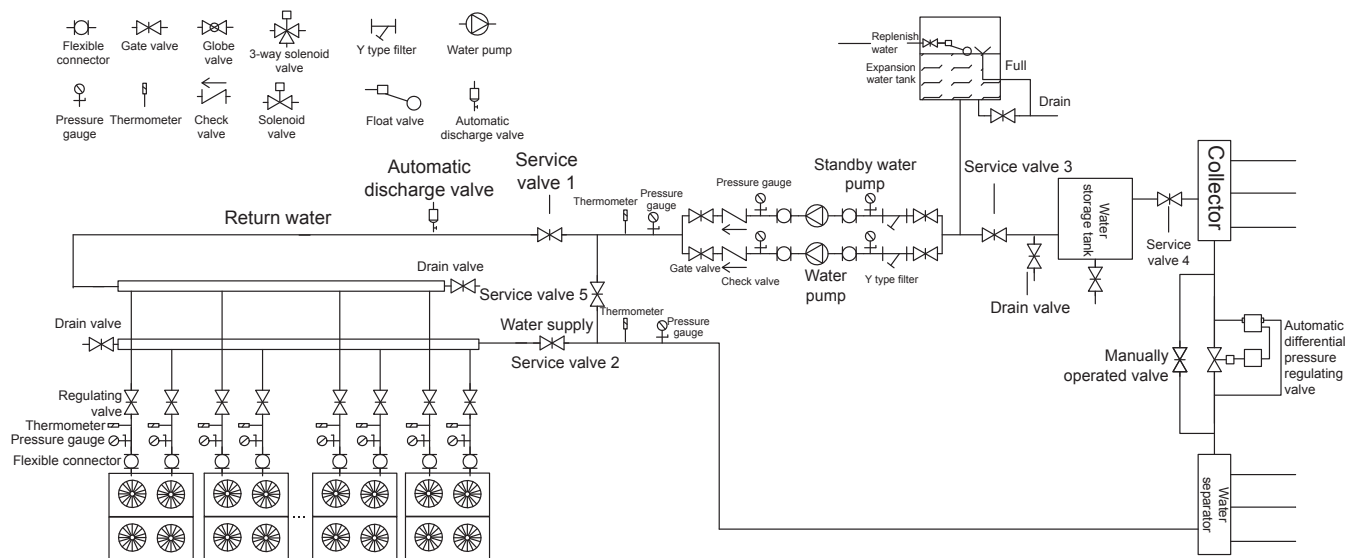 Flexible
connector
Gate valve
Globe
valve
3-way solenoid
valve
Y type filter
Water pump
Pressure
gauge
Thermometer
Check
valve
Solenoid
valve
Float valve
Automatic
discharge valve
Replenish
water
Expansion
water tank
Full
Drain
Automatic
discharge valve
Service
valve 1
Return water
Thermometer
Pressure
gauge
Pressure gauge
Standby water
pump
Service valve 3
Water
storage tank
Collector
Service
valve 4
Gate valve
Check valve
Water
pump
Y type filter
Drain valve
Drain valve
Service valve 5
Drain valve
Water supply
Service valve 2
Thermometer
Pressure
gauge
Manually
operated valve
Automatic
differential
pressure
regulating
valve
Regulating
valve
Thermometer
Pressure gauge
Flexible connector
...
Water
separator